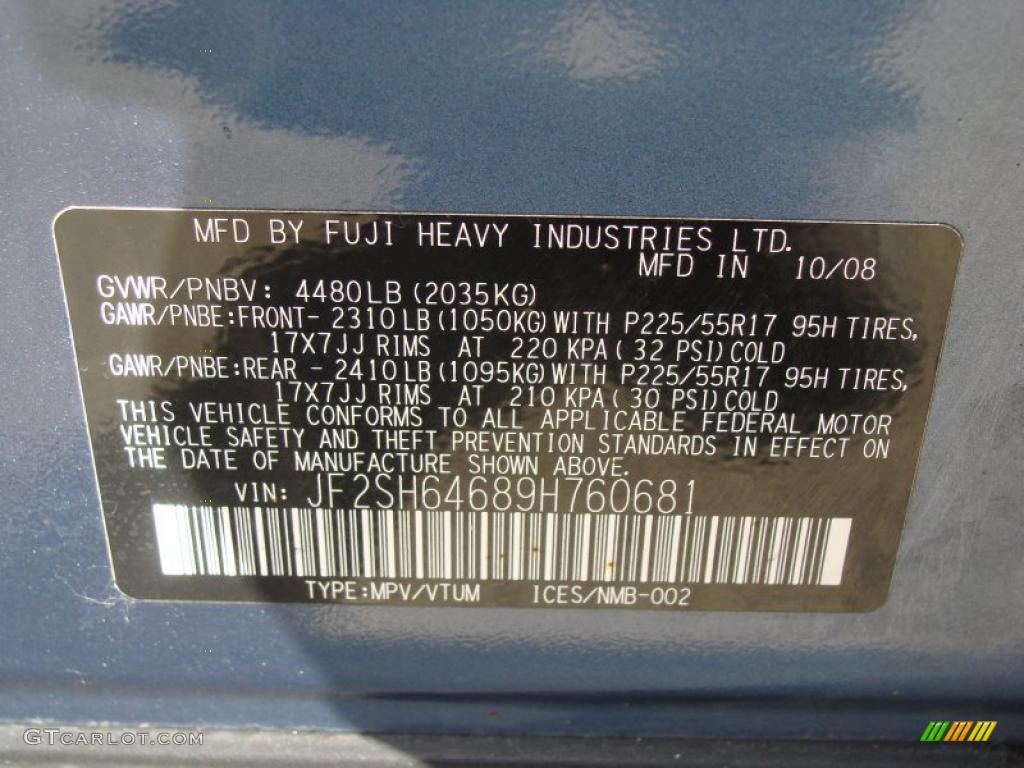 MFD BY FUJI HEAVY INDUSTRIES LTD.
MFD IN 10/08
GVWR/PNBV: 4480LB (2035KG)
GAWR/PNBE:FRONT- 2310LB (1050KG) WITH P225/55R17 95H TIRES,
17X7JJ RIMS AT 220 KPA ( 32 PSI) COLD
GAWR/PNBE:REAR - 2410LB (1095KG) WITH P225/55R17 95H TIRES,
17X7JJ RIMS AT 210 KPA ( 30 PSI) COLD
THIS VEHICLE CONFORMS TO ALL APPLICABLE FEDERAL MOTOR
VEHICLE SAFETY AND THEFT PREVENTION STANDARDS IN EFFECT ON
THE DATE OF MANUFACTURE SHOWN ABOVE.
VIN: JF2SH64689H760681
TYPE:MPV/VTUM ICES/NMB-002
GTCARLOT.COM